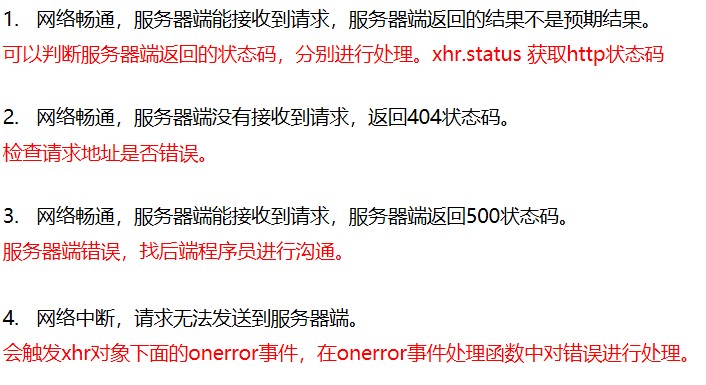 1. 网络畅通，服务器端能接收到请求，服务器端返回的结果不是预期结果。
可以判断服务器端返回的状态码，分别进行处理。xhr.status 获取http状态码
2. 网络畅通，服务器端没有接收到请求，返回404状态码。
检查请求地址是否错误。
3. 网络畅通，服务器端能接收到请求，服务器端返回500状态码。
服务器端错误，找后端程序员进行沟通。
4. 网络中断，请求无法发送到服务器端。
会触发xhr对象下面的onerror事件，在onerror事件处理函数中对错误进行处理。